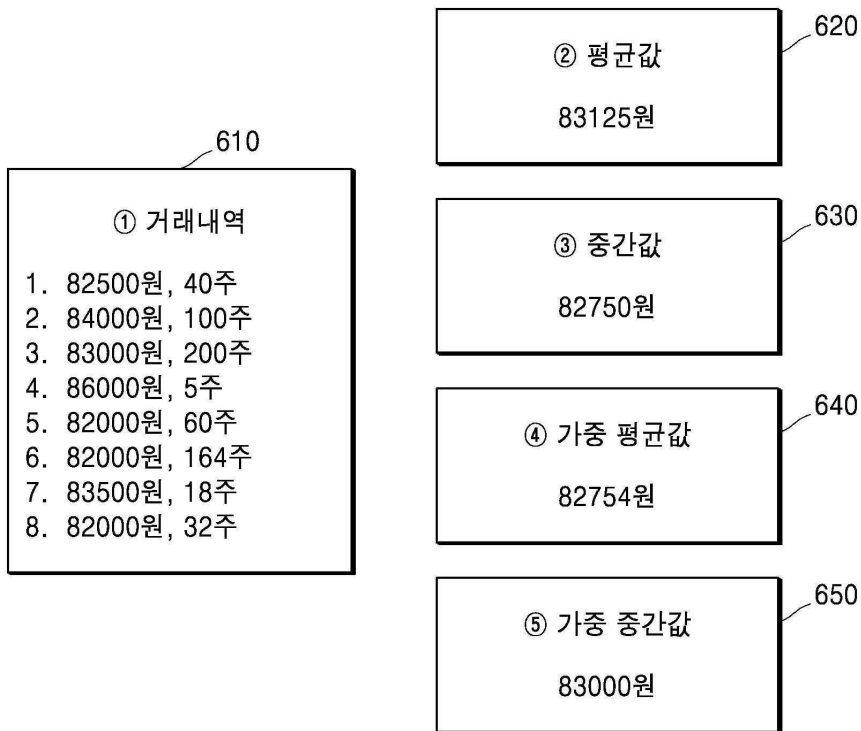 610
① 거래내역
1. 82500원, 40주
2. 84000원, 100주
3. 83000원, 200주
4. 86000원, 5주
5. 82000원, 60주
6. 82000원, 164주
7. 83500원, 18주
8. 82000원, 32주
620
② 평균값
83125원
630
③ 중간값
82750원
640
④ 가중 평균값
82754원
650
⑤ 가중 중간값
83000원